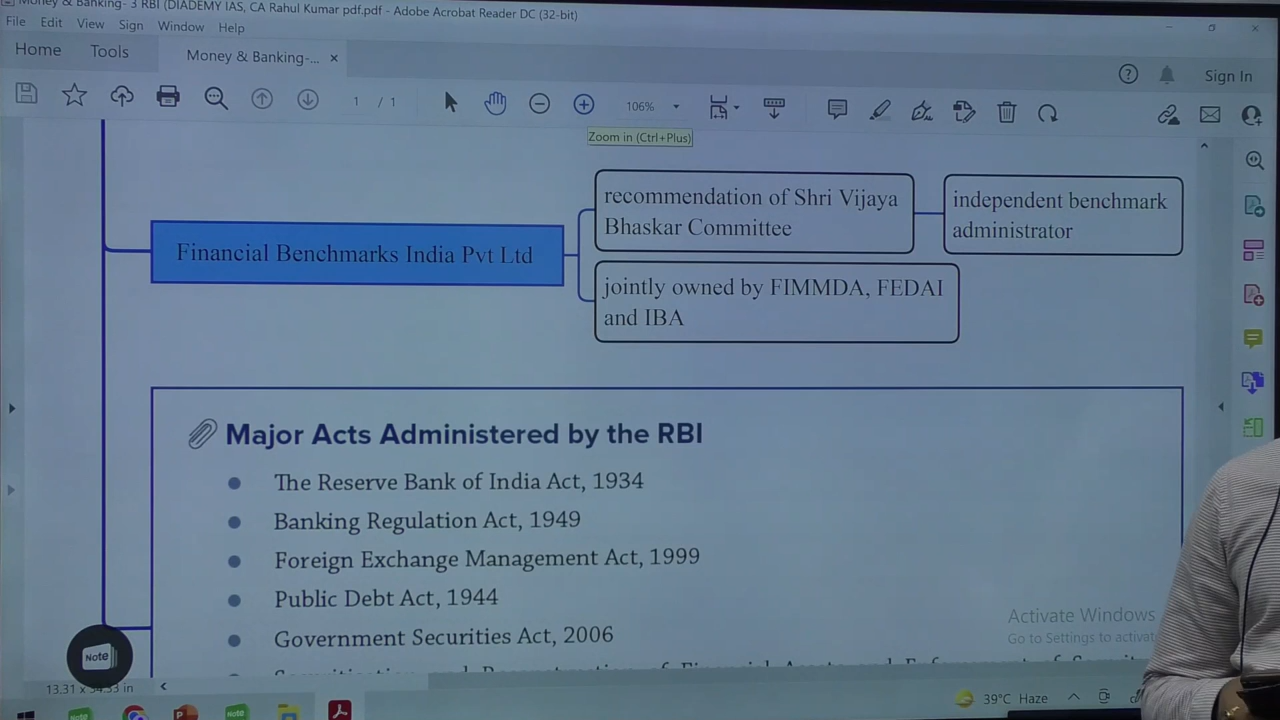 Money & Banking- 3 RBI (DIADEMY IAS, CA Rahul Kumar pdf.pdf - Adobe Acrobat Reader DC (32-bit)
File Edit View Sign Window Help
Home Tools Money & Banking-... ×
Sign In
1 / 1 106%
Zoom in (Ctrl+Plus)
recommendation of Shri Vijaya
Bhaskar Committee
independent benchmark
administrator
Financial Benchmarks India Pvt Ltd
jointly owned by FIMMDA, FEDAI
and IBA
Major Acts Administered by the RBI
● The Reserve Bank of India Act, 1934
● Banking Regulation Act, 1949
● Foreign Exchange Management Act, 1999
● Public Debt Act, 1944
● Government Securities Act, 2006
Activate Windows
Go to Settings to activat
Note
13.31 x
in
39°C Haze